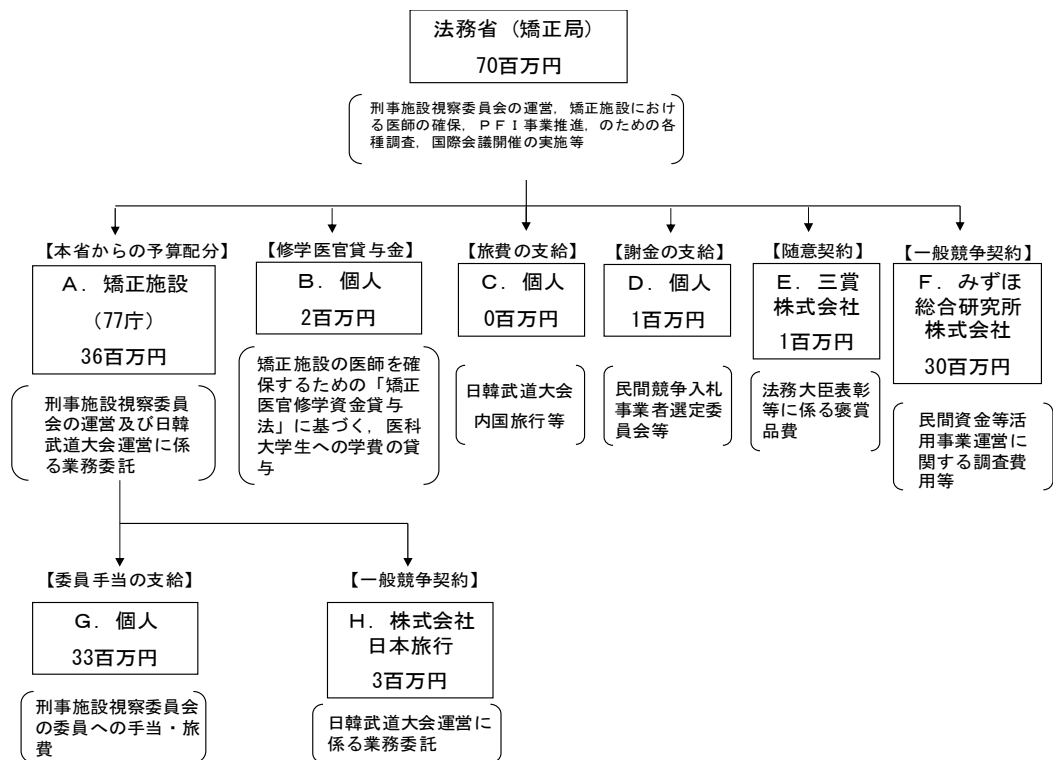 法務省（矯正局）
70百万円
刑事施設視察委員会の運営，矯正施設におけ
る医師の確保，ＰＦＩ事業推進，のための各
種調査，国際会議開催の実施等
【本省からの予算配分】
Ａ．矯正施設
（77庁）
36百万円
刑事施設視察委員
会の運営及び日韓
武道大会運営に係
る業務委託
【修学医官貸与金】
Ｂ．個人
2百万円
矯正施設の医師を確
保するための「矯正
医官修学資金貸与
法」に基づく，医科
大学生への学費の貸
与
【旅費の支給】
Ｃ．個人
0百万円
日韓武道大会
内国旅行等
【謝金の支給】
Ｄ．個人
1百万円
民間競争入札
事業者選定委
員会等
【随意契約】
Ｅ．三賞
株式会社
1百万円
法務大臣表彰
等に係る褒賞
品費
【一般競争契約】
Ｆ．みずほ
総合研究所
株式会社
30百万円
民間資金等活
用事業運営に
関する調査費
用等
【委員手当の支給】
Ｇ．個人
33百万円
刑事施設視察委員会
の委員への手当・旅
費
【一般競争契約】
Ｈ．株式会社
日本旅行
3百万円
日韓武道大会運営に
係る業務委託